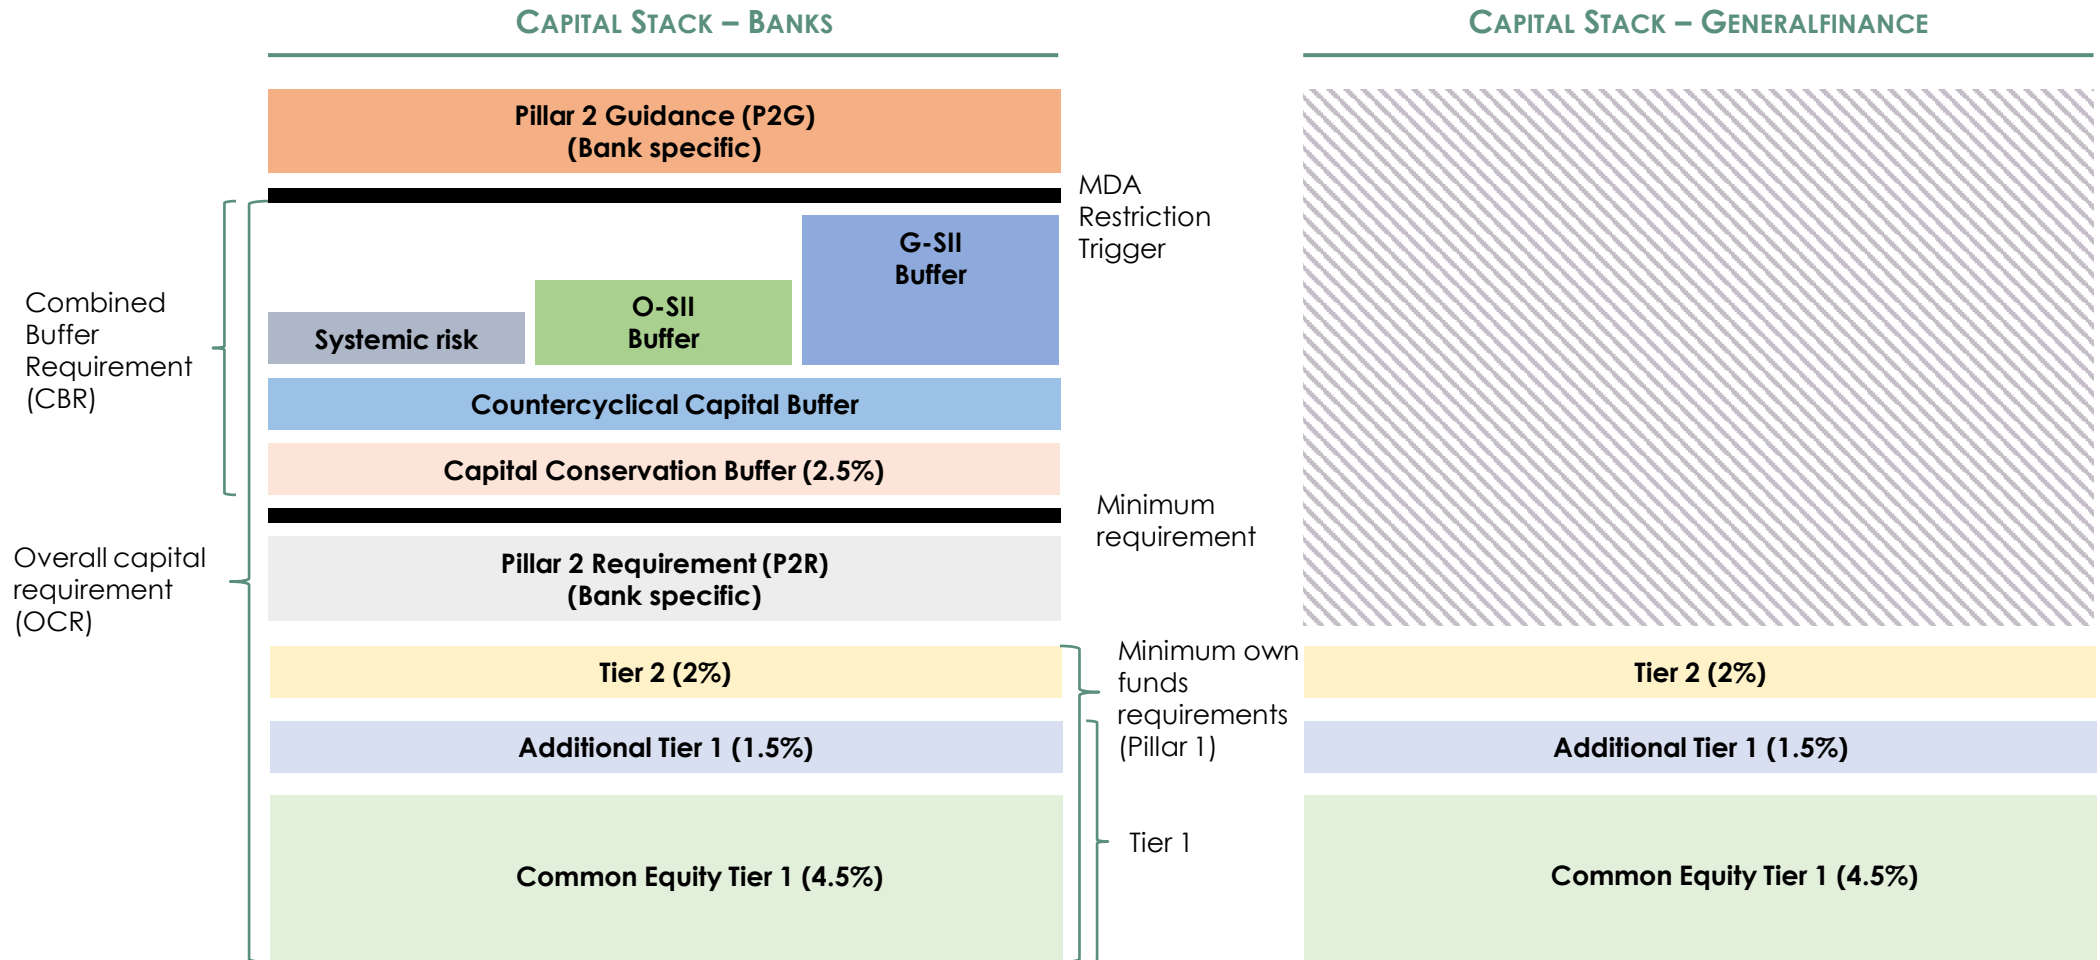 CAPITAL STACK – BANKS
CAPITAL STACK – GENERALFINANCE
Pillar 2 Guidance (P2G)
(Bank specific)
MDA
Restriction
Trigger
G-SII
Buffer
O-SII
Buffer
Systemic risk
Combined
Buffer
Requirement
(CBR)
Countercyclical Capital Buffer
Capital Conservation Buffer (2.5%)
Minimum
requirement
Overall capital
requirement
(OCR)
Pillar 2 Requirement (P2R)
(Bank specific)
Minimum own
funds
requirements
(Pillar 1)
Tier 2 (2%)
Tier 2 (2%)
Additional Tier 1 (1.5%)
Additional Tier 1 (1.5%)
Tier 1
Common Equity Tier 1 (4.5%)
Common Equity Tier 1 (4.5%)